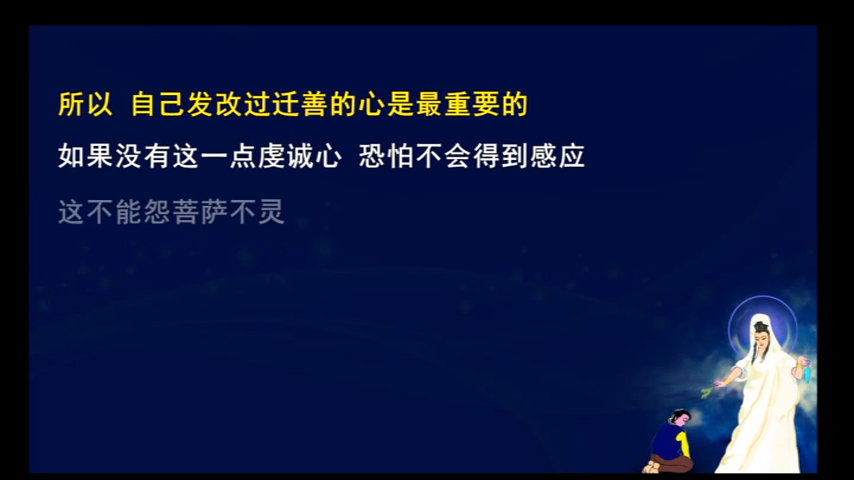 所以 自己发改过迁善的心是最重要的
如果没有这一点虔诚心 恐怕不会得到感应
这不能怨菩萨不灵